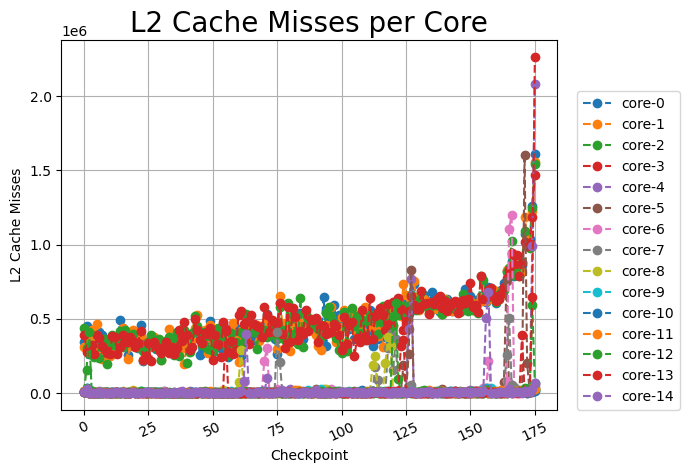 L2 Cache Misses per Core
1e6
2.0
1.5
1.0
0.5
0.0
L2 Cache Misses
0
25
50
75
100
125
150
175
Checkpoint
core-0
core-1
core-2
core-3
core-4
core-5
core-6
core-7
core-8
core-9
core-10
core-11
core-12
core-13
core-14